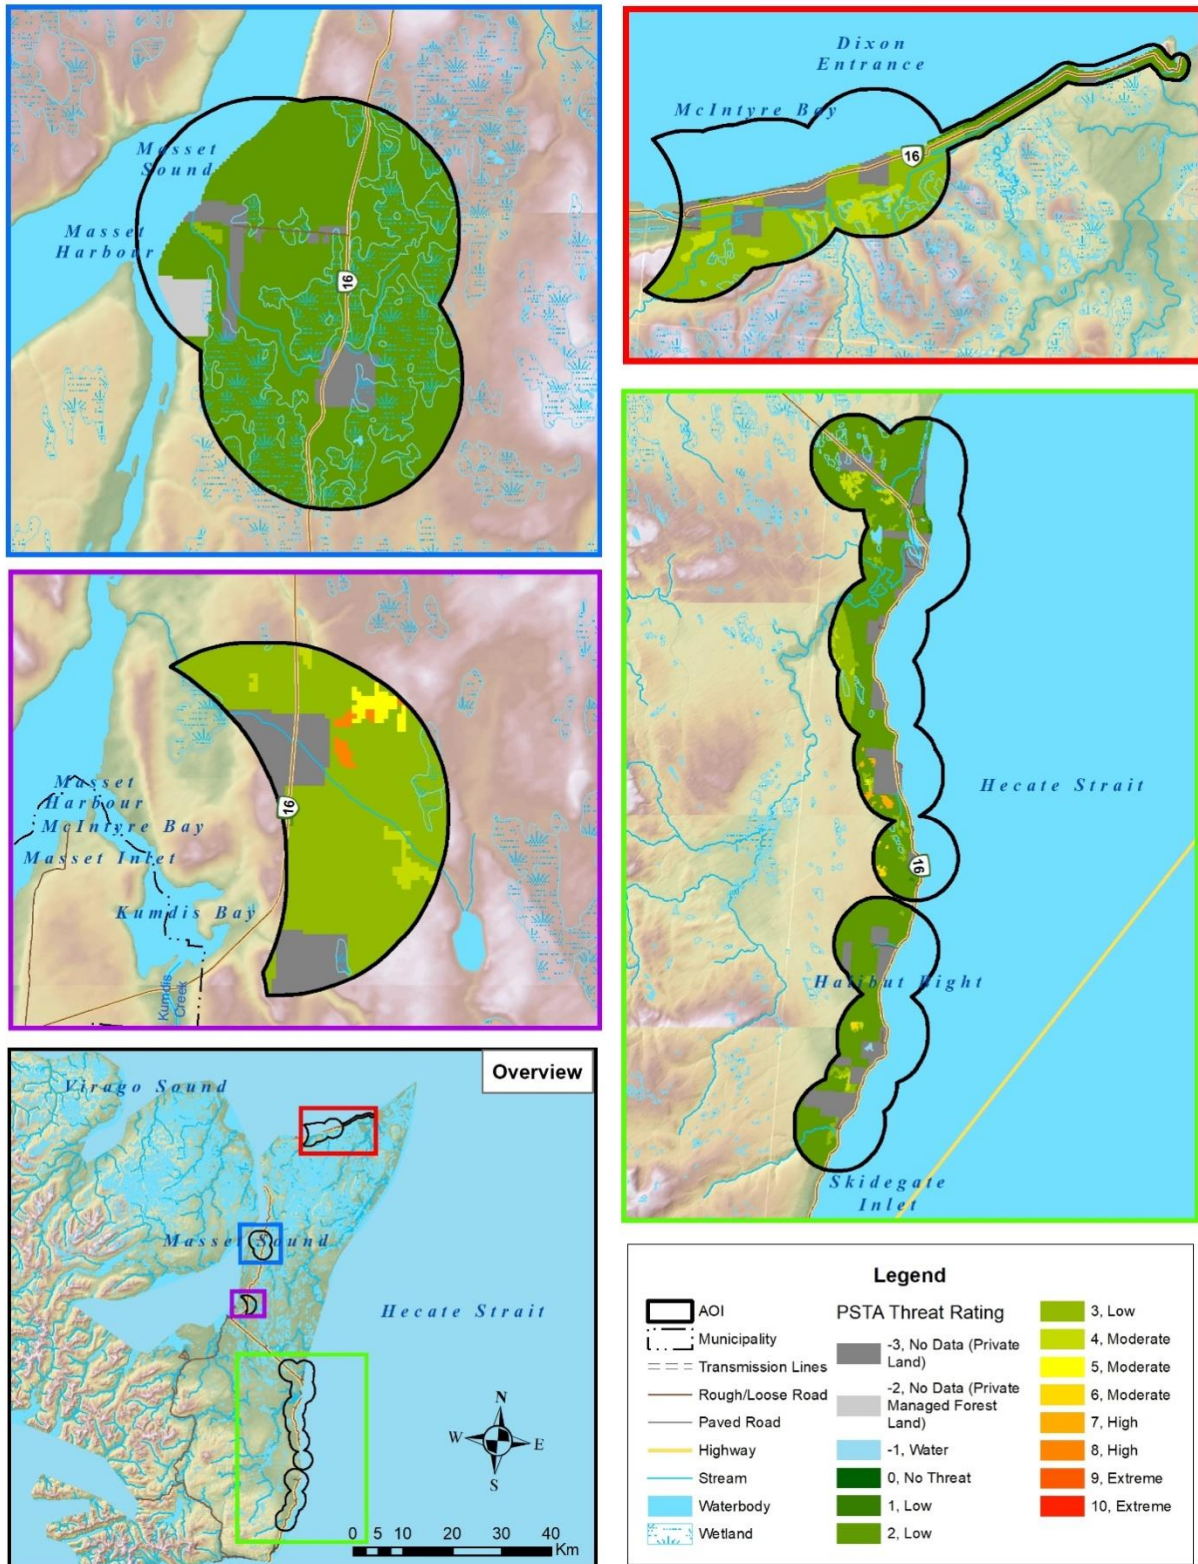 Masset
Sound
Masset
Harbour
16
Dixon
Entrance
McIntyre Bay
16
Masset
Harbour
McIntyre Bay
Masset Inlet
Kumdis Bay
Kumdis
Creek
16
Hecate Strait
16
Halibut Bight
Skidegate
Inlet
Overview
Virago Sound
Masset Sound
Hecate Strait
N
W
E
S
0 5 10 20 30 40
Km
Legend
AOI
Municipality
Transmission Lines
Rough/Loose Road
Paved Road
Highway
Stream
Waterbody
Wetland
PSTA Threat Rating
-3, No Data (Private
Land)
-2, No Data (Private
Managed Forest
Land)
-1, Water
0, No Threat
1, Low
2, Low
3, Low
4, Moderate
5, Moderate
6, Moderate
7, High
8, High
9, Extreme
10, Extreme